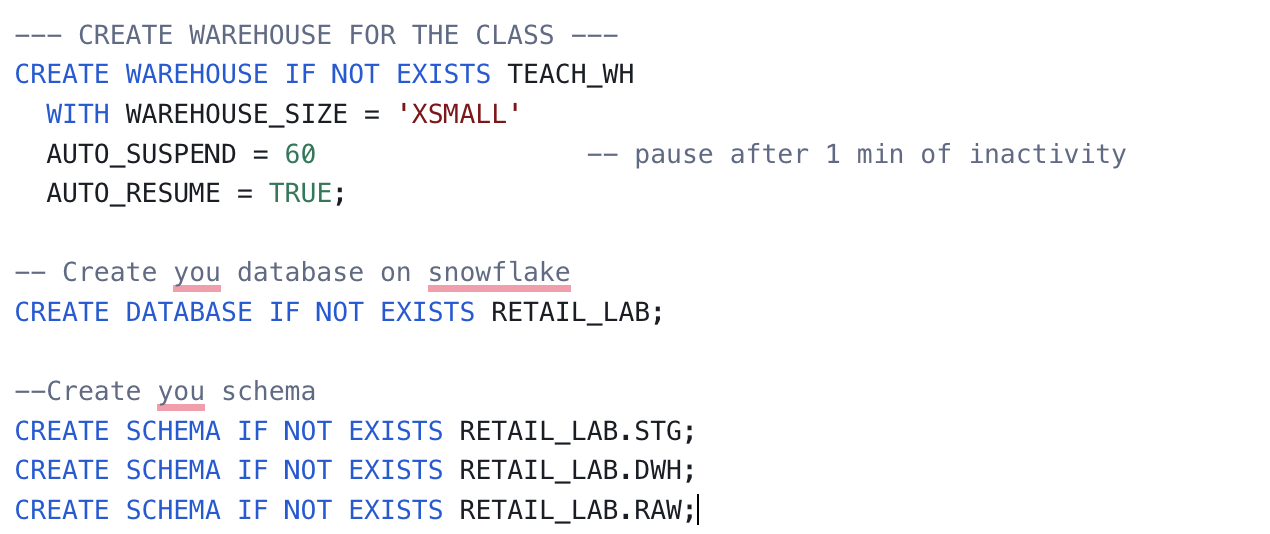 --- CREATE WAREHOUSE FOR THE CLASS ---
CREATE WAREHOUSE IF NOT EXISTS TEACH_WH
  WITH WAREHOUSE_SIZE = 'XSMALL'
  AUTO_SUSPEND = 60                 -- pause after 1 min of inactivity
  AUTO_RESUME = TRUE;

-- Create you database on snowflake
CREATE DATABASE IF NOT EXISTS RETAIL_LAB;

--Create you schema
CREATE SCHEMA IF NOT EXISTS RETAIL_LAB.STG;
CREATE SCHEMA IF NOT EXISTS RETAIL_LAB.DWH;
CREATE SCHEMA IF NOT EXISTS RETAIL_LAB.RAW;